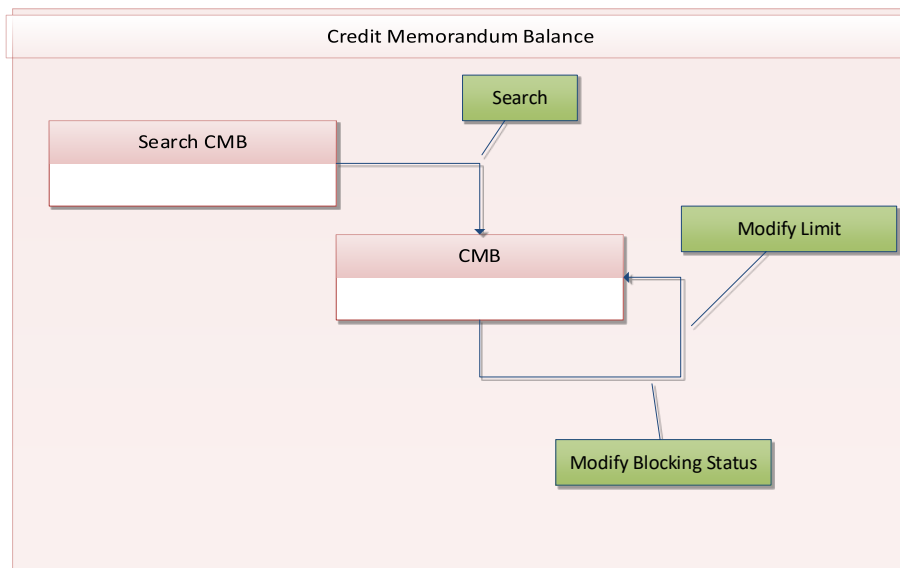 Credit Memorandum Balance
Search
Search CMB
Modify Limit
CMB
Modify Blocking Status